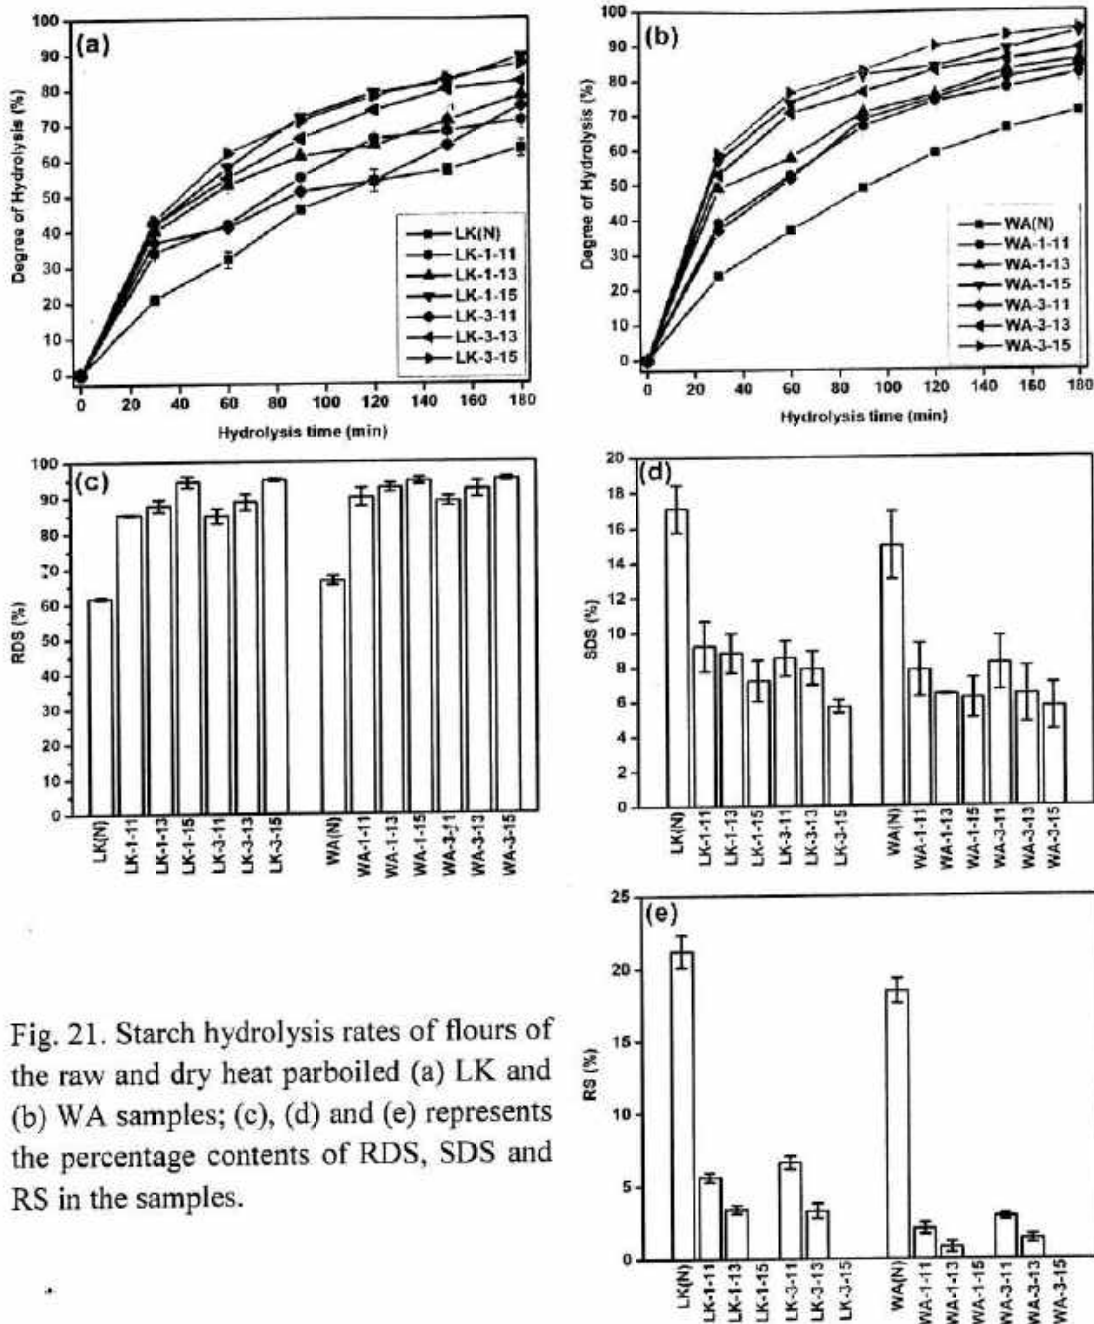 (a)
Degree of Hydrolysis (%)
100
90
80
70
60
50
40
30
20
10
0
0 20 40 60 80 100 120 140 160 180
Hydrolysis time (min)
LK(N)
LK-1-11
LK-1-13
LK-1-15
LK-3-11
LK-3-13
LK-3-15
(b)
Degree of Hydrolysis (%)
100
90
80
70
60
50
40
30
20
10
0
0 20 40 60 80 100 120 140 160 180
Hydrolysis time (min)
WA(N)
WA-1-11
WA-1-13
WA-1-15
WA-3-11
WA-3-13
WA-3-15
(c)
RDS (%)
100
90
80
60
50
40
30
20
10
0
LK(N)
LK-1-11
LK-1-13
LK-1-15
LK-3-11
LK-3-13
LK-3-15
WA(N)
WA-1-11
WA-1-13
WA-1-15
WA-3-11
WA-3-13
WA-3-15
(d)
SDS (%)
20
18
16
14
12
10
8
6
4
2
0
LK(N)
LK-1-11
LK-1-13
LK-1-15
LK-3-11
LK-3-13
LK-3-15
WA(N)
WA-1-11
WA-1-13
WA-1-15
WA-3-11
WA-3-13
WA-3-15
(e)
RS (%)
25
20
15
10
5
0
LK(N)
LK-1-11
LK-1-13
LK-1-15
LK-3-11
LK-3-13
LK-3-15
WA(N)
WA-1-11
WA-1-13
WA-1-15
WA-3-11
WA-3-13
WA-3-15
Fig. 21. Starch hydrolysis rates of flours of
the raw and dry heat parboiled (a) LK and
(b) WA samples; (c), (d) and (e) represents
the percentage contents of RDS, SDS and
RS in the samples.